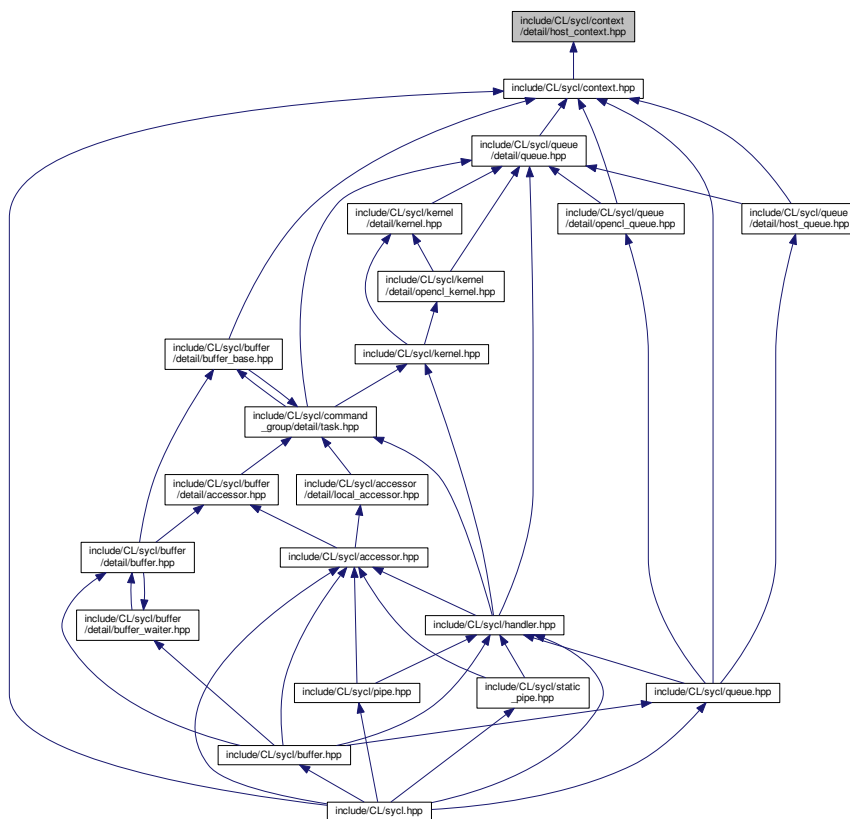 include/CL/sycl/context
/detail/host_context.hpp
include/CL/sycl/context.hpp
include/CL/sycl/queue
/detail/queue.hpp
include/CL/sycl/kernel
/detail/kernel.hpp
include/CL/sycl/queue
/detail/opencl_queue.hpp
include/CL/sycl/queue
/detail/host_queue.hpp
include/CL/sycl/kernel
/detail/opencl_kernel.hpp
include/CL/sycl/buffer
/detail/buffer_base.hpp
include/CL/sycl/kernel.hpp
include/CL/sycl/command
_group/detail/task.hpp
include/CL/sycl/buffer
/detail/accessor.hpp
include/CL/sycl/accessor
/detail/local_accessor.hpp
include/CL/sycl/buffer
/detail/buffer.hpp
include/CL/sycl/accessor.hpp
include/CL/sycl/buffer
/detail/buffer_waiter.hpp
include/CL/sycl/handler.hpp
include/CL/sycl/pipe.hpp
include/CL/sycl/static
_pipe.hpp
include/CL/sycl/queue.hpp
include/CL/sycl/buffer.hpp
include/CL/sycl.hpp